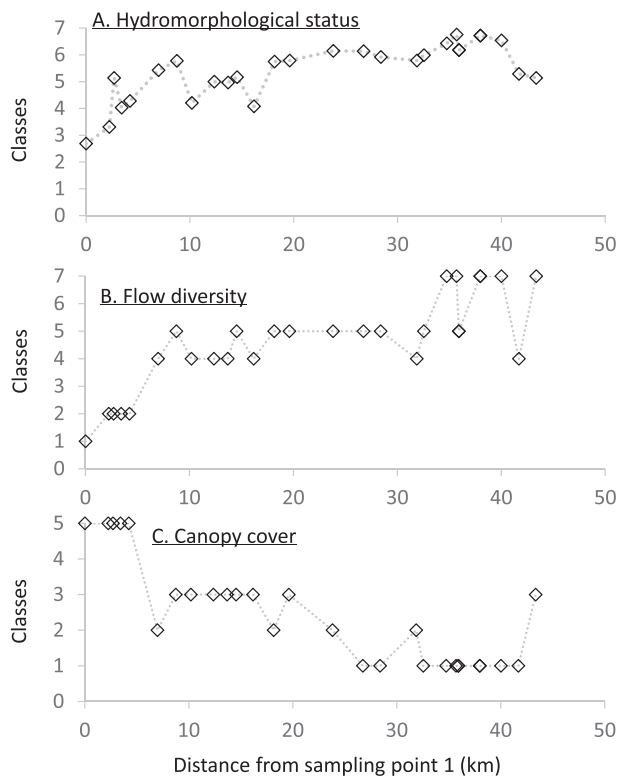 A. Hydromorphological status
7
6
5
4
3
2
1
0
Classes
0 10 20 30 40 50
B. Flow diversity
7
6
5
4
3
2
1
0
Classes
0 10 20 30 40 50
C. Canopy cover
5
4
3
2
1
0
Classes
0 10 20 30 40 50
Distance from sampling point 1 (km)